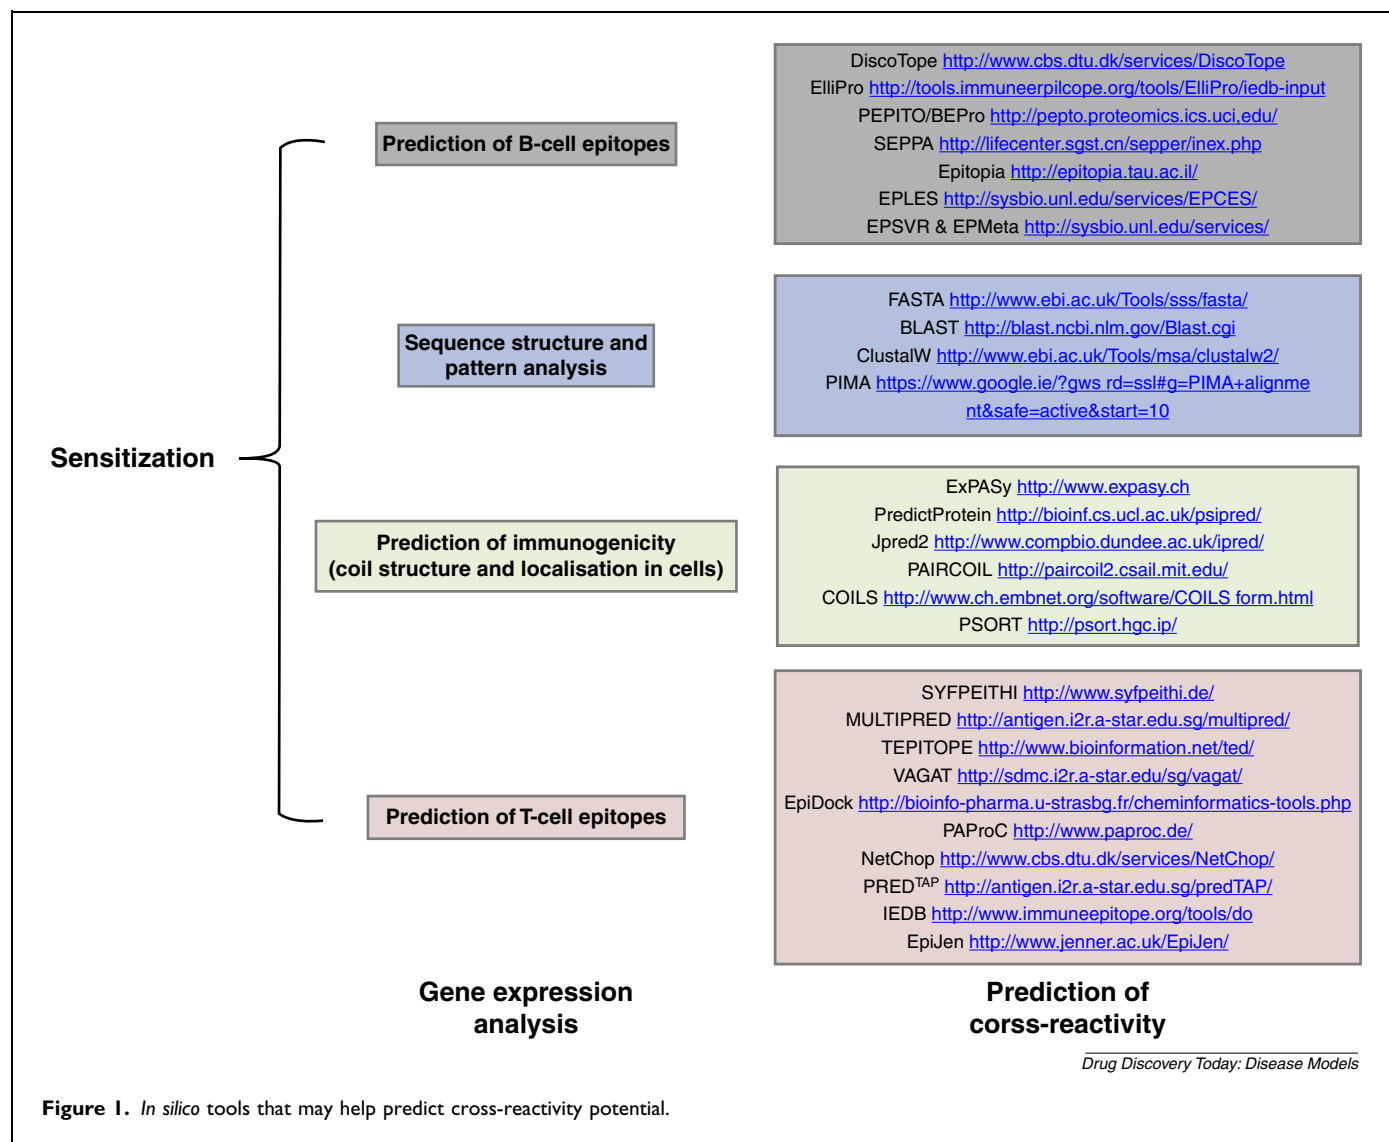 DiscoTope http://www.cbs.dtu.dk/services/DiscoTope
ElliPro http://tools.immuneerpilcope.org/tools/ElliPro/iedb-input
PEPITO/BEPro http://pepto.proteomics.ics.uci,edu/
SEPPA http://lifecenter.sgst.cn/sepper/inex.php
Epitopia http://epitopia.tau.ac.il/
EPLES http://sysbio.unl.edu/services/EPCES/
EPSVR & EPMeta http://sysbio.unl.edu/services/
Prediction of B-cell epitopes
FASTA http://www.ebi.ac.uk/Tools/sss/fasta/
BLAST http://blast.ncbi.nlm.gov/Blast.cgi
ClustalW http://www.ebi.ac.uk/Tools/msa/clustalw2/
PIMA https://www.google.ie/?gws rd=ssl#g=PIMA+alignme
nt&safe=active&start=10
Sequence structure and
pattern analysis
Sensitization
ExPASy http://www.expasy.ch
PredictProtein http://bioinf.cs.ucl.ac.uk/psipred/
Jpred2 http://www.compbio.dundee.ac.uk/ipred/
PAIRCOIL http://paircoil2.csail.mit.edu/
COILS http://www.ch.embnet.org/software/COILS form.html
PSORT http://psort.hgc.ip/
Prediction of immunogenicity
(coil structure and localisation in cells)
SYFPEITHI http://www.syfpeithi.de/
MULTIPRED http://antigen.i2r.a-star.edu.sg/multipred/
TEPITOPE http://www.bioinformation.net/ted/
VAGAT http://sdmc.i2r.a-star.edu/sg/vagat/
EpiDock http://bioinfo-pharma.u-strasbg.fr/cheminformatics-tools.php
PAProC http://www.paproc.de/
NetChop http://www.cbs.dtu.dk/services/NetChop/
PREDTAP http://antigen.i2r.a-star.edu.sg/predTAP/
IEDB http://www.immuneepitope.org/tools/do
EpiJen http://www.jenner.ac.uk/EpiJen/
Prediction of T-cell epitopes
Gene expression
analysis
Prediction of
corss-reactivity
Drug Discovery Today: Disease Models
Figure 1. In silico tools that may help predict cross-reactivity potential.